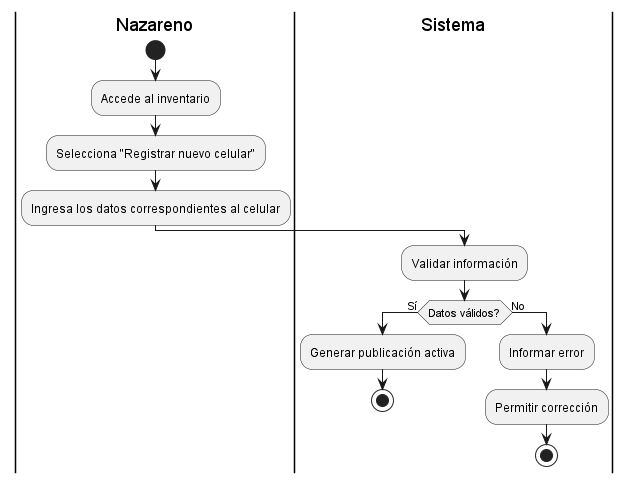 Nazareno
Sistema
Accede al inventario
Selecciona "Registrar nuevo celular"
Ingresa los datos correspondientes al celular
Validar información
Sí
Datos válidos?
No
Generar publicación activa
Informar error
Permitir corrección